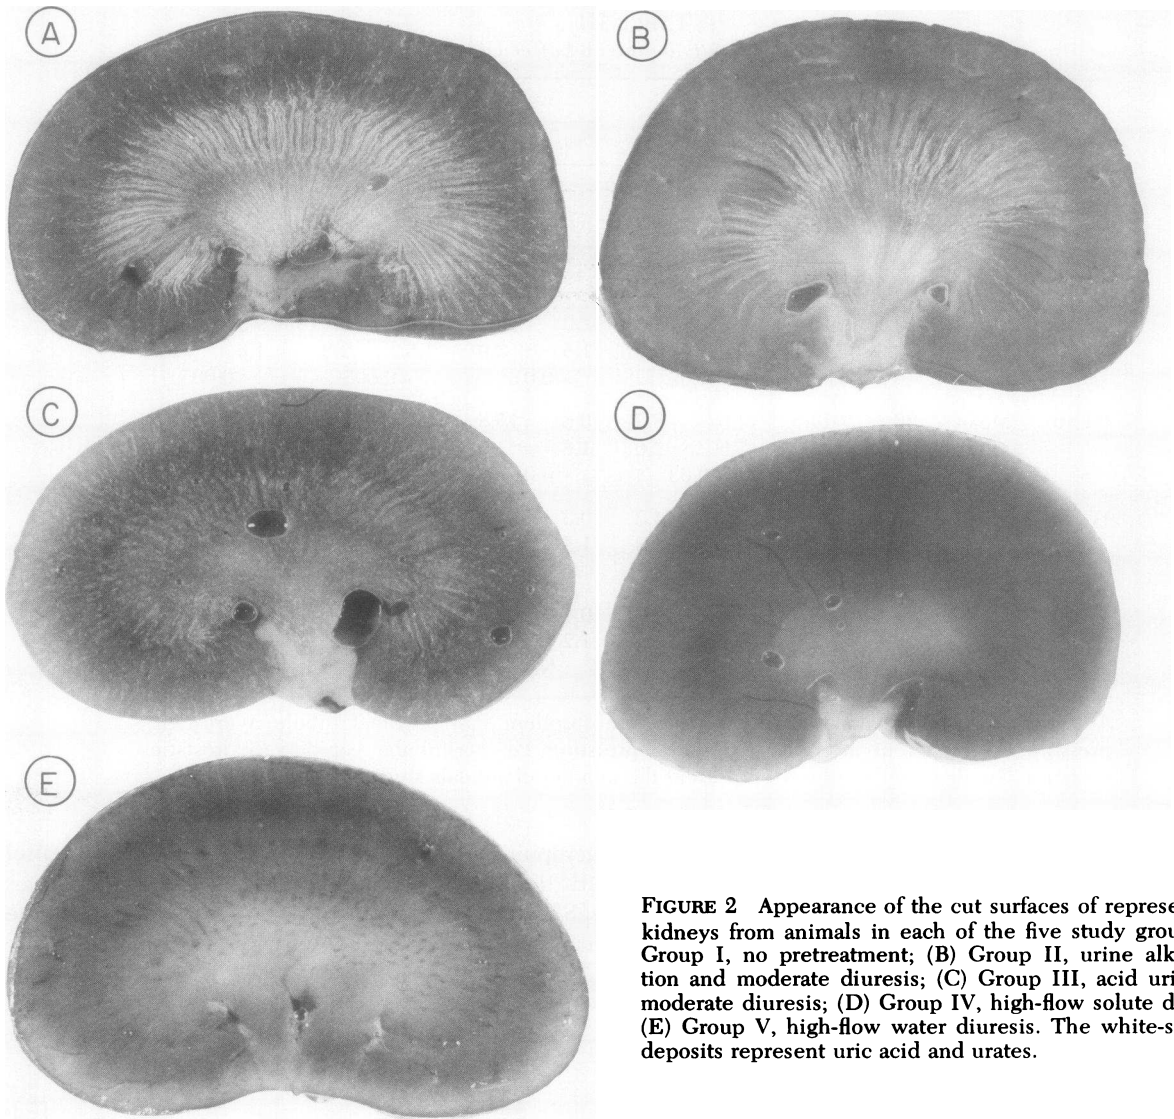 A
B
C
D
E
FIGURE 2 Appearance of the cut surfaces of represe
kidneys from animals in each of the five study grou
Group I, no pretreatment; (B) Group II, urine alk
tion and moderate diuresis; (C) Group III, acid uri
moderate diuresis; (D) Group IV, high-flow solute d
(E) Group V, high-flow water diuresis. The white-s
deposits represent uric acid and urates.